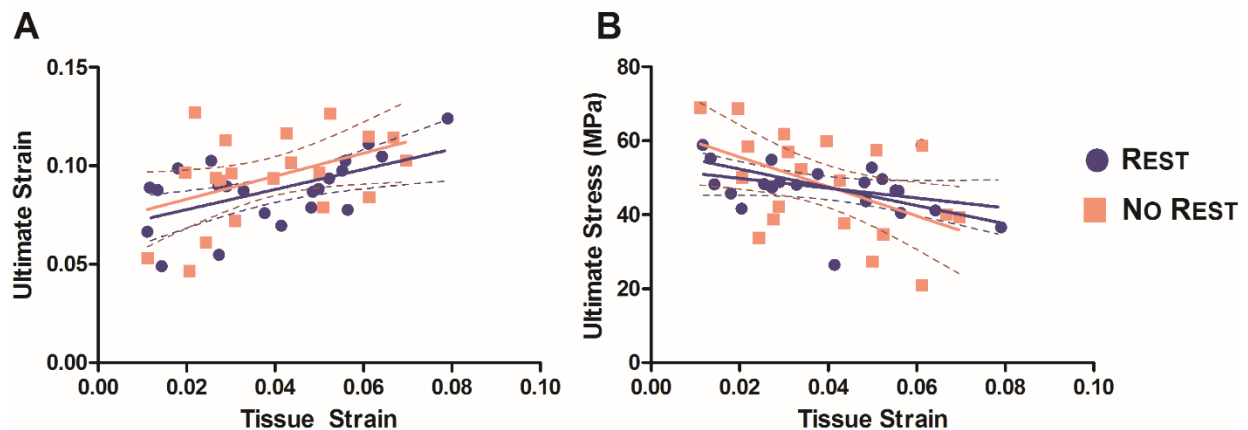 A
Ultimate Strain
0.15
0.10
0.05
0.00
0.00 0.02 0.04 0.06 0.08 0.10
Tissue Strain
B
Ultimate Stress (MPa)
80
60
40
20
0
0.00 0.02 0.04 0.06 0.08 0.10
Tissue Strain
REST
NO REST